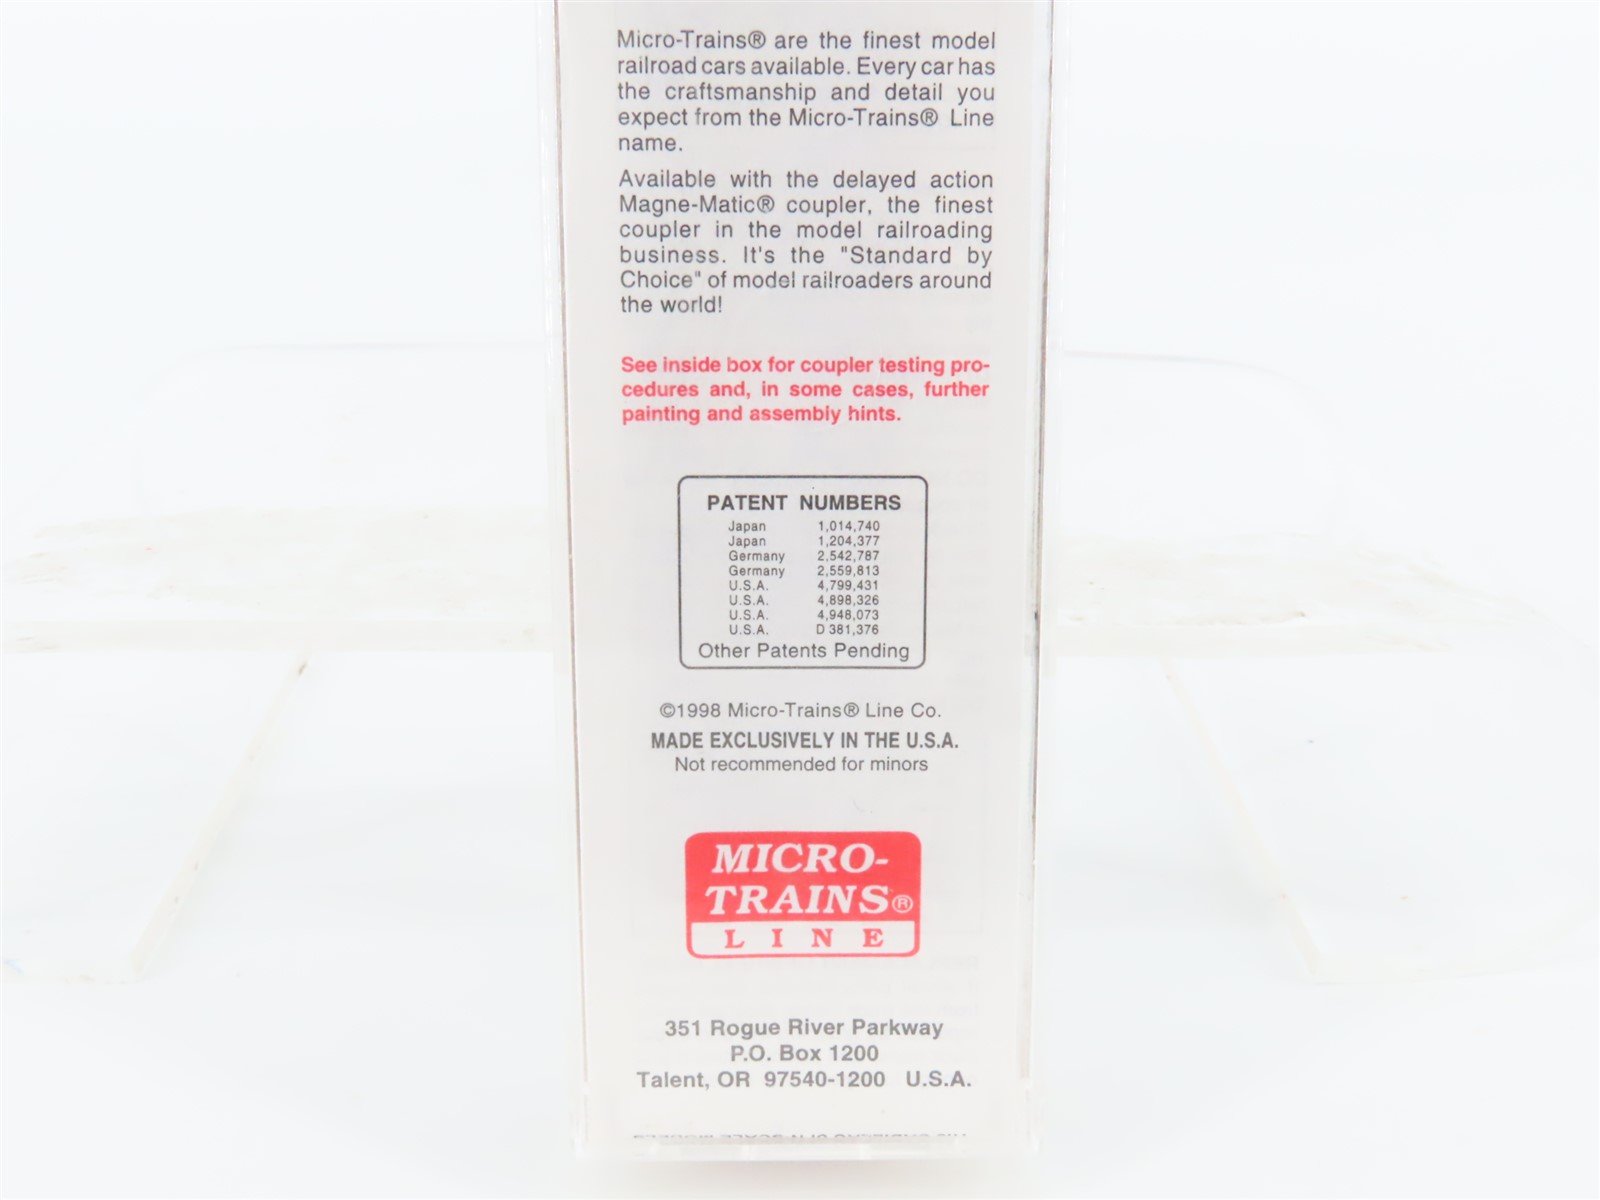 Micro-Trains® are the finest model
railroad cars available. Every car has
the craftsmanship and detail you
expect from the Micro-Trains® Line
name.
Available with the delayed action
Magne-Matic® coupler, the finest
coupler in the model railroading
business. It's the "Standard by
Choice" of model railroaders around
the world!
See inside box for coupler testing pro-
cedures and, in some cases, further
painting and assembly hints.
PATENT NUMBERS
Japan 1,014,740
Japan 1,204,377
Germany 2,542,787
Germany 2,559,813
U.S.A. 4,799,431
U.S.A. 4,898,326
U.S.A. 4,948,073
U.S.A. D 381,376
Other Patents Pending
©1998 Micro-Trains® Line Co.
MADE EXCLUSIVELY IN THE U.S.A.
Not recommended for minors
MICRO-
TRAINS®
LINE
351 Rogue River Parkway
P.O. Box 1200
Talent, OR 97540-1200 U.S.A.